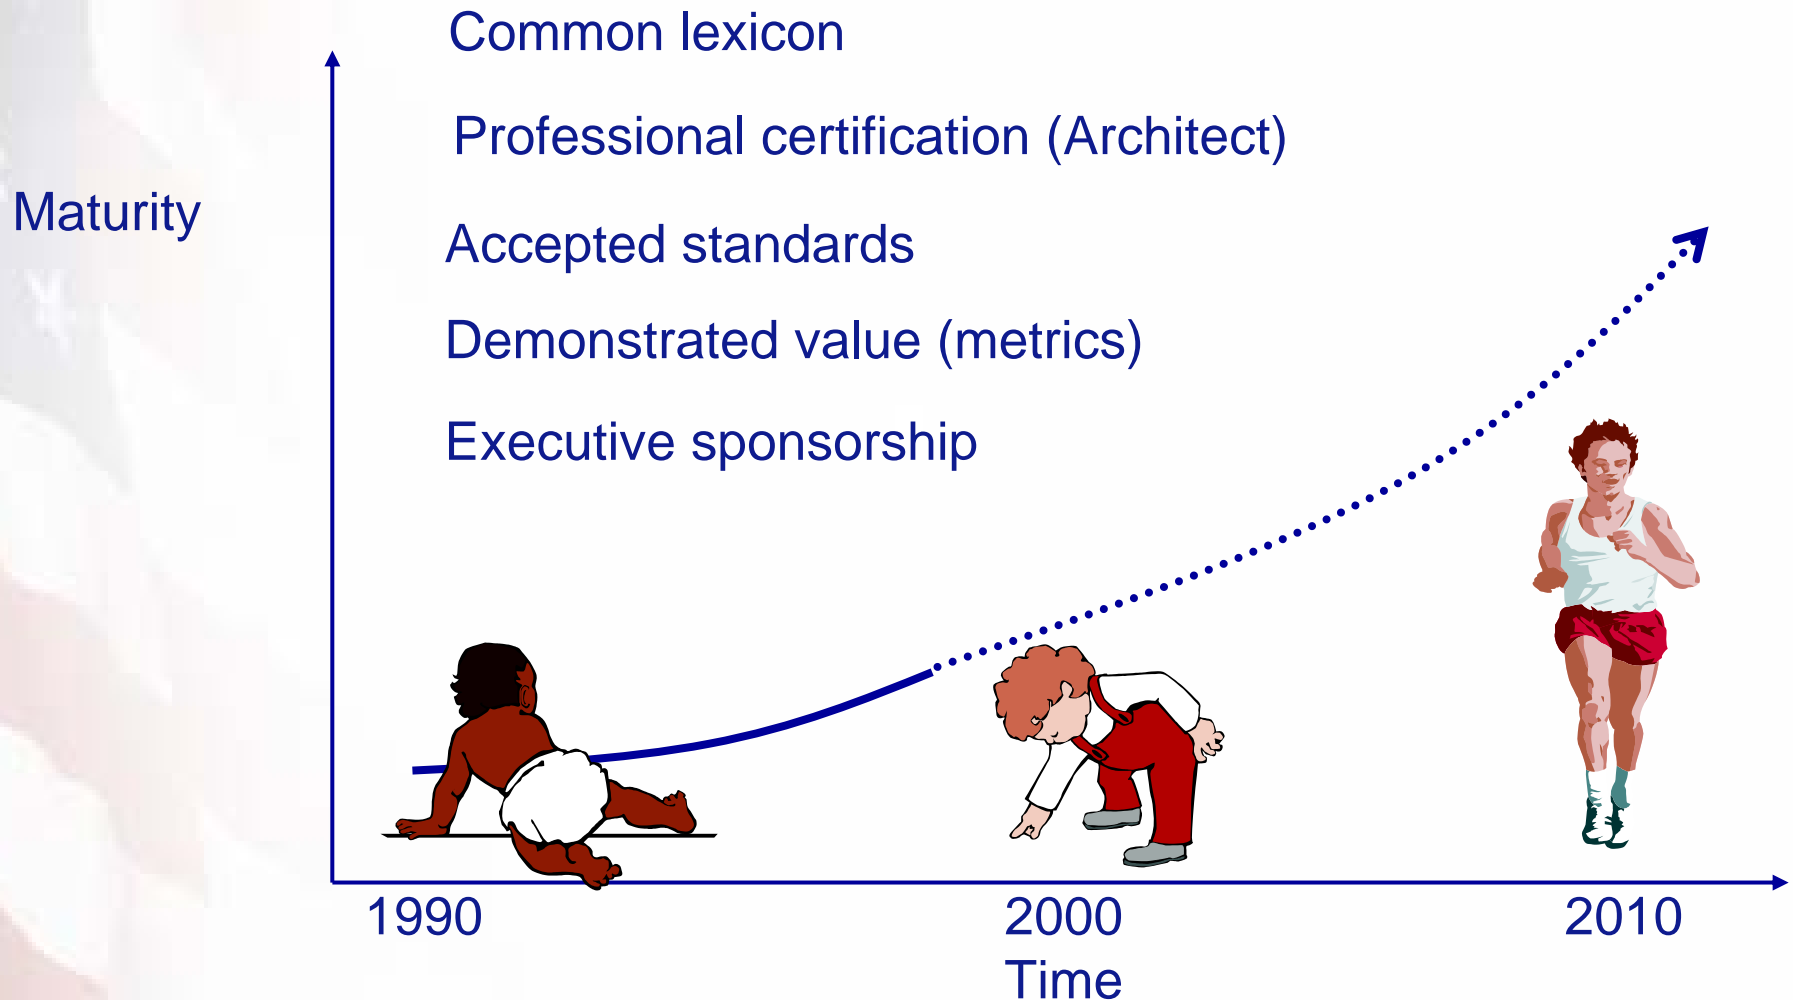 Common lexicon
Professional certification (Architect)
Maturity
Accepted standards
Demonstrated value (metrics)
Executive sponsorship
1990
2000
2010
Time